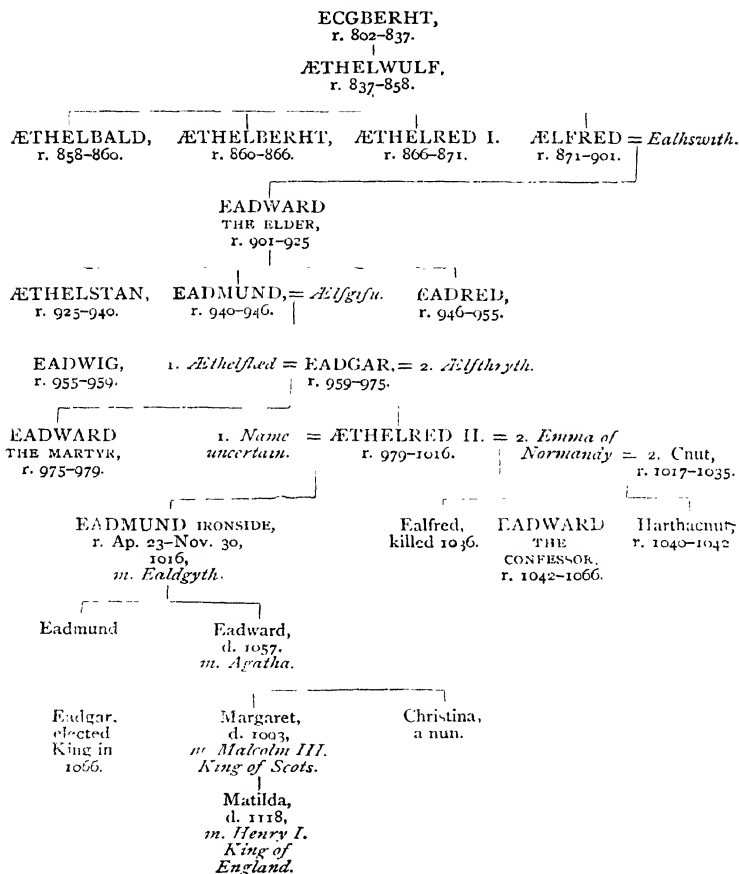 ECGBERHT,
r. 802–837.
ÆTHELWULF,
r. 837–858.
ÆTHELBALD, ÆTHELBERHT, ÆTHELRED I. ÆLFRED = Ealhswith.
r. 858–860. r. 860–866. r. 866–871. r. 871–901.
EADWARD
THE ELDER,
r. 901–925
ÆTHELSTAN, EADMUND, = Ælfgifu. EADRED,
r. 925–940. r. 940–946. r. 946–955.
EADWIG, 1. Æthelflæd = EADGAR, = 2. Ælfthryth.
r. 955–959. r. 959–975.
EADWARD
THE MARTYR,
r. 975–979.
1. Name
uncertain.
= ÆTHELRED II. =
r. 979–1016.
2. Emma of
Normandy = 2. Cnut,
r. 1017–1035.
EADMUND IRONSIDE,
r. Ap. 23–Nov. 30,
1016,
m. Ealdgyth.
Ealfred,
killed 1036.
EADWARD
THE
CONFESSOR,
r. 1042–1066.
Harthacnut,
r. 1040–1042
Eadmund
Eadward,
d. 1057,
m. Agatha.
Eadgar,
elected
King in
1066.
Margaret,
d. 1093,
m. Malcolm III.
King of Scots.
Christina,
a nun.
Matilda,
d. 1118,
m. Henry I.
King of
England.